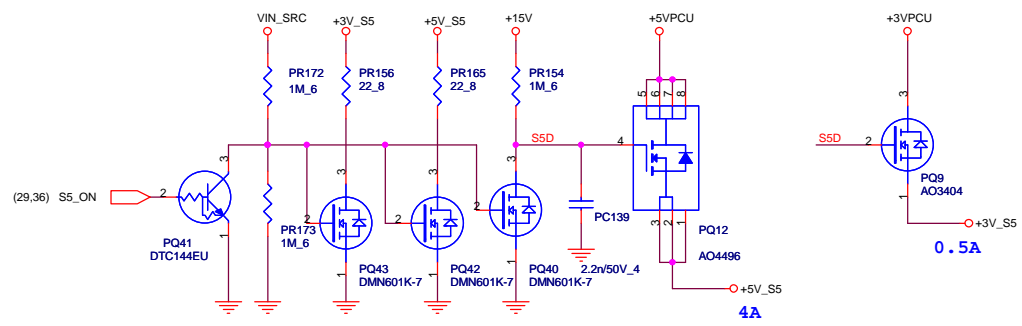 VIN_SRC +3V_S5 +5V_S5 +15V +5VPCU +3VPCU
PR172
1M_6
PR156
22_8
PR165
22_8
PR154
1M_6
5 6 7 8
3
S5D 4
S5D 2
PQ9
AO3404
1
+3V_S5
0.5A
(29,36) S5_ON 2
3
1
PQ41
DTC144EU
PR173
1M_6
3
2
1
PQ43
DMN601K-7
3
2
1
PQ42
DMN601K-7
3
2
1
PQ40
DMN601K-7
PC139
2.2n/50V_4
3 2 1
PQ12
AO4496
+5V_S5
4A